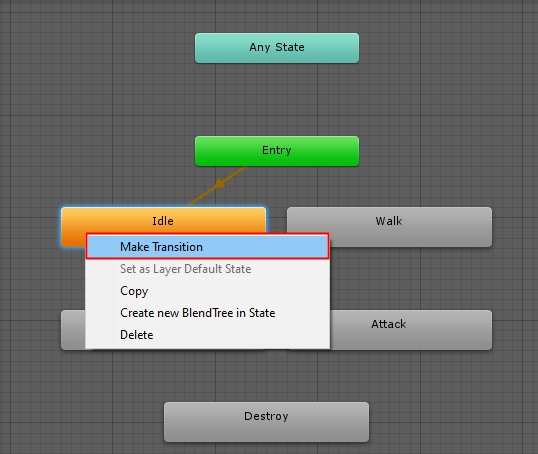 Any State
Entry
Idle
Walk
Make Transition
Set as Layer Default State
Copy
Create new BlendTree in State
Attack
Delete
Destroy